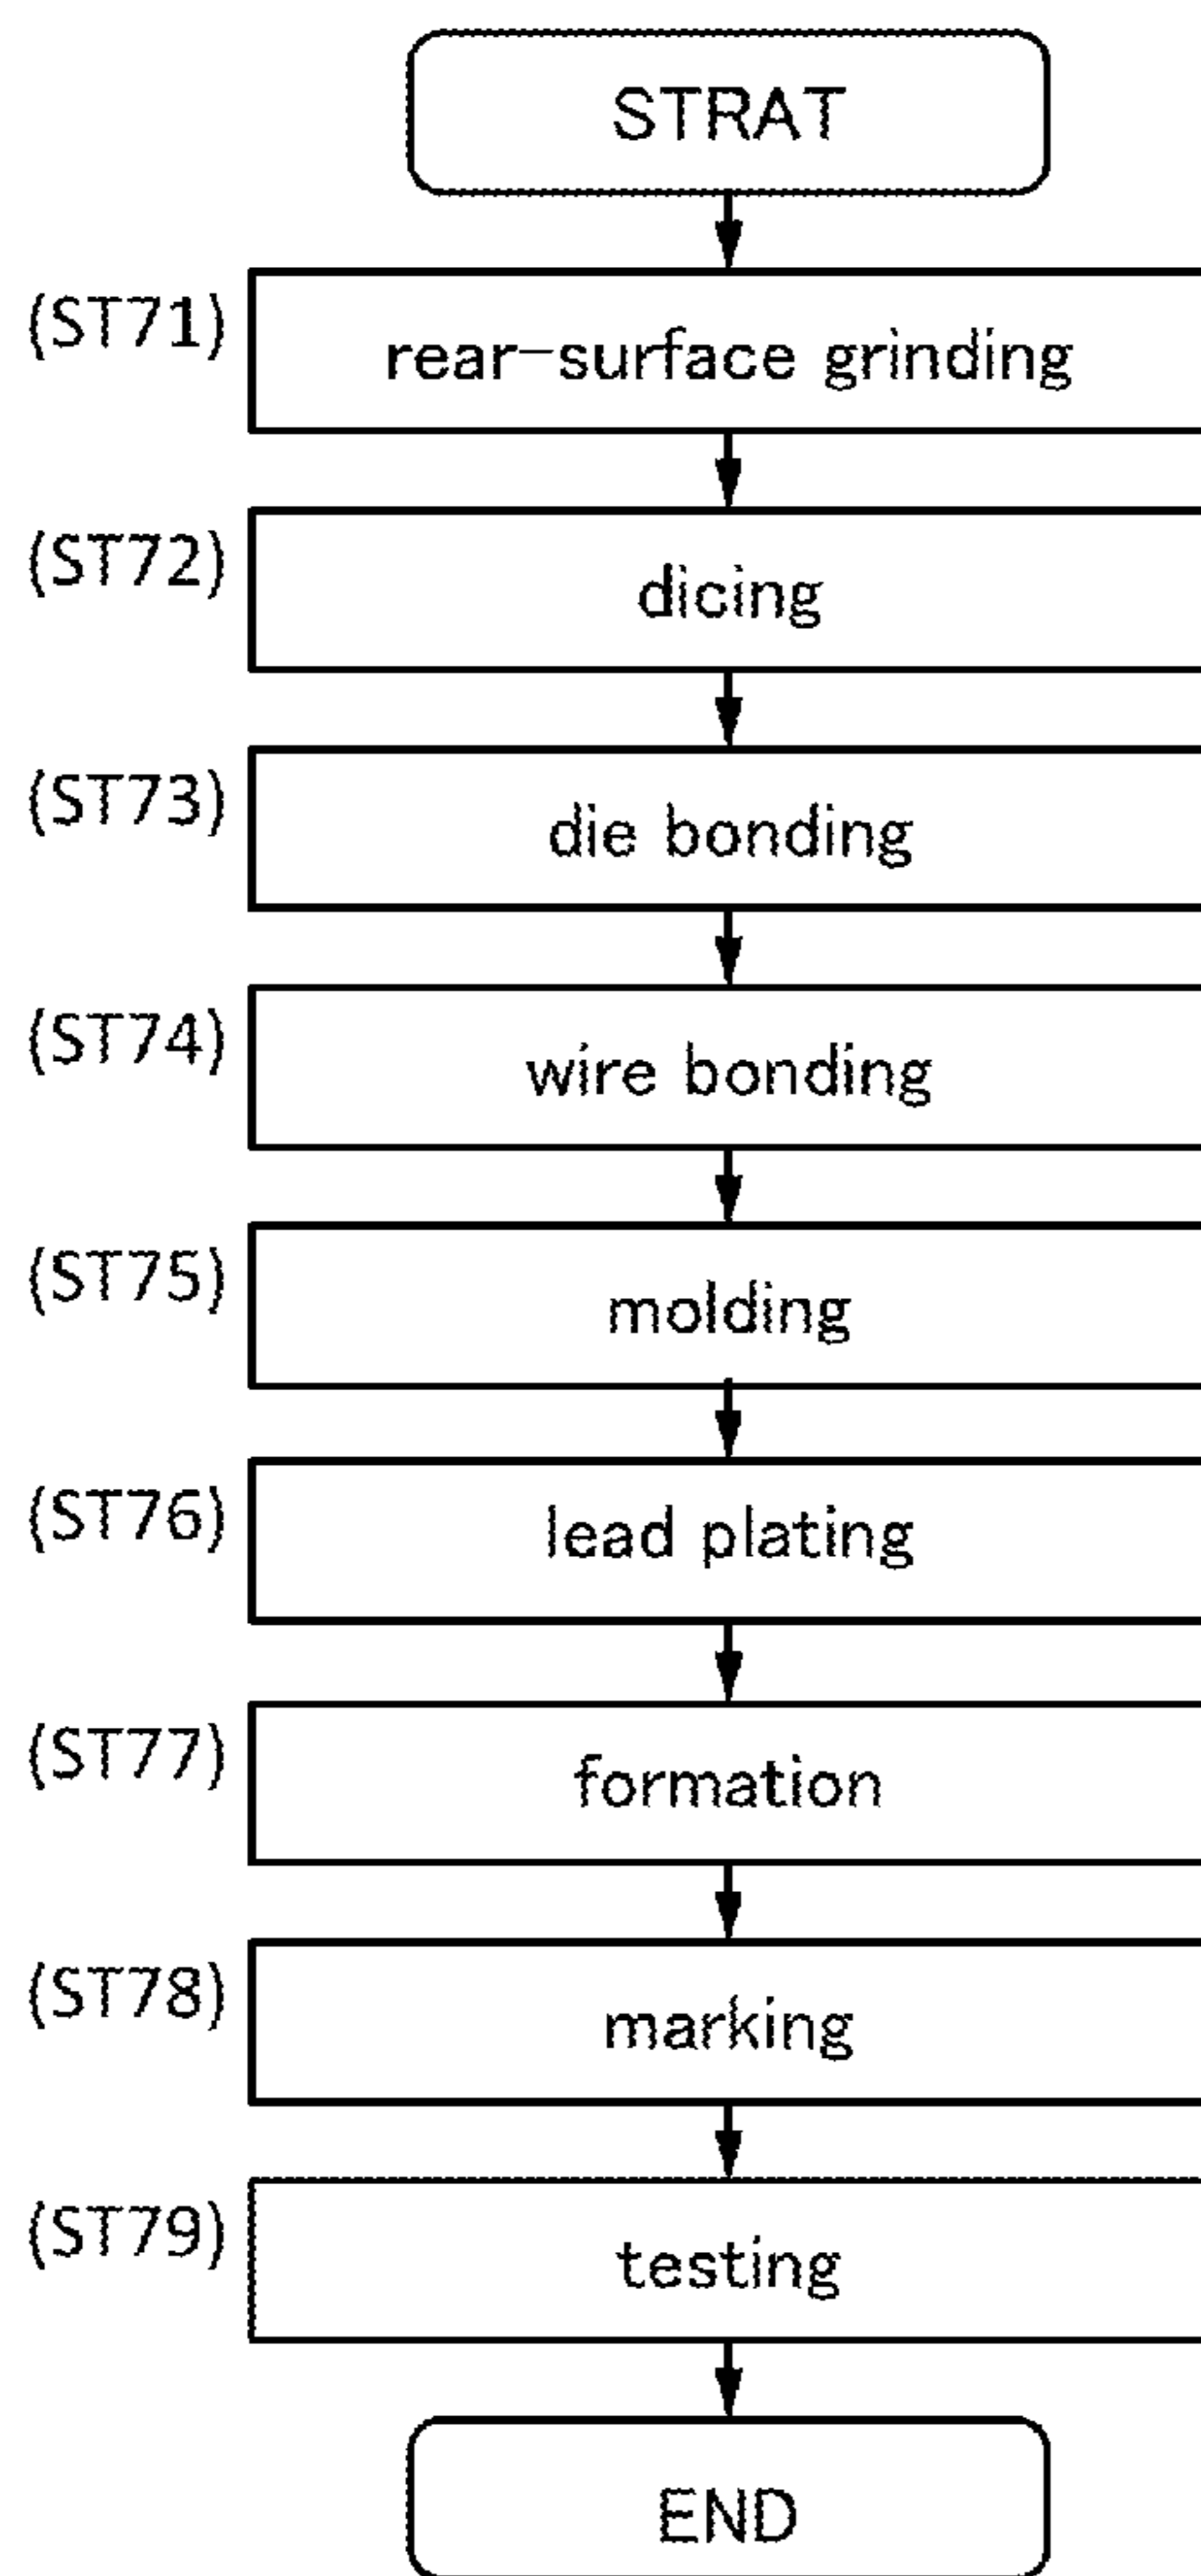 STRAT
(ST71)
rear-surface grinding
(ST72)
dicing
(ST73)
die bonding
(ST74)
wire bonding
(ST75)
molding
(ST76)
lead plating
(ST77)
formation
(ST78)
marking
(ST79)
testing
END